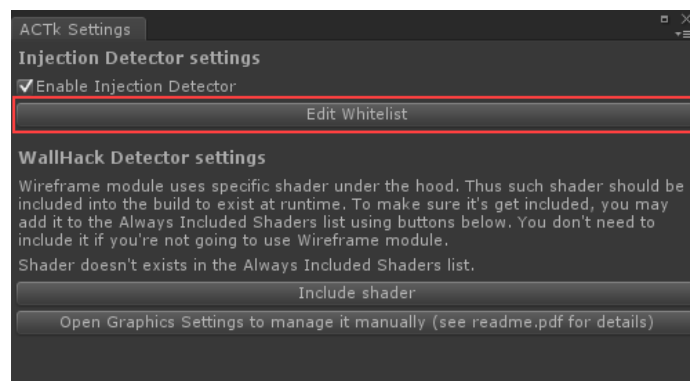 ACTk Settings
Injection Detector settings
Enable Injection Detector
Edit Whitelist
WallHack Detector settings
Wireframe module uses specific shader under the hood. Thus such shader should be
included into the build to exist at runtime. To make sure it's get included, you may
add it to the Always Included Shaders list using buttons below. You don't need to
include it if you're not going to use Wireframe module.
Shader doesn't exists in the Always Included Shaders list.
Include shader
Open Graphics Settings to manage it manually (see readme.pdf for details)